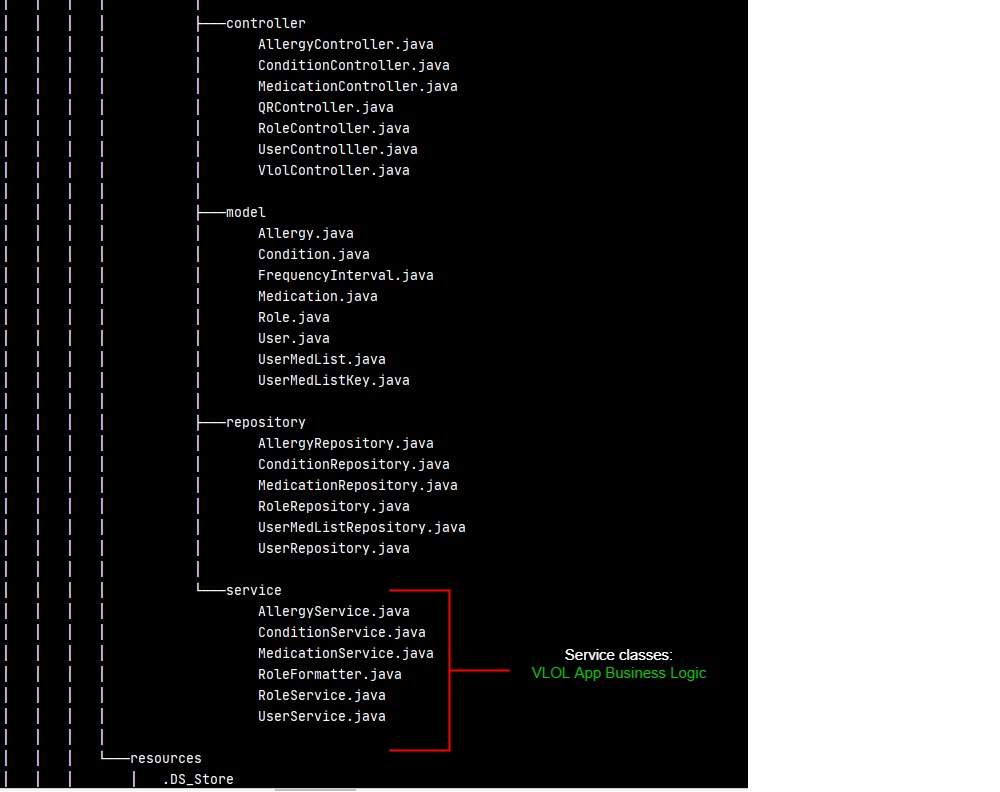 ├───controller
AllergyController.java
ConditionController.java
MedicationController.java
QRController.java
RoleController.java
UserControlller.java
VlolController.java
├───model
Allergy.java
Condition.java
FrequencyInterval.java
Medication.java
Role.java
User.java
UserMedList.java
UserMedListKey.java
├───repository
AllergyRepository.java
ConditionRepository.java
MedicationRepository.java
RoleRepository.java
UserMedListRepository.java
UserRepository.java
└───service
AllergyService.java
ConditionService.java
MedicationService.java
RoleFormatter.java
RoleService.java
UserService.java
Service classes:
VLOL App Business Logic
└───resources
.DS_Store